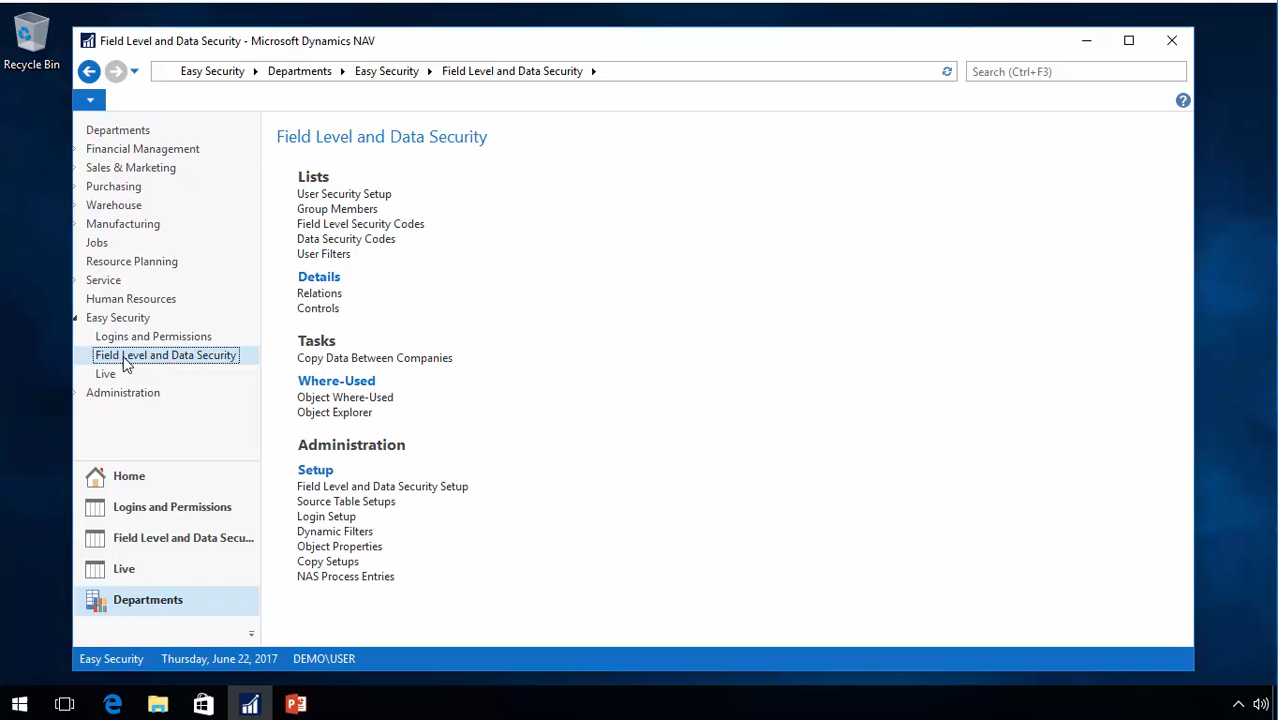 Recycle Bin
Field Level and Data Security - Microsoft Dynamics NAV
Easy Security Departments Easy Security Field Level and Data Security
Search (Ctrl+F3)
Departments
Financial Management
Sales & Marketing
Purchasing
Warehouse
Manufacturing
Jobs
Resource Planning
Service
Human Resources
Easy Security
Logins and Permissions
Field Level and Data Security
Live
Administration
Home
Logins and Permissions
Field Level and Data Secu...
Live
Departments
Field Level and Data Security
Lists
User Security Setup
Group Members
Field Level Security Codes
Data Security Codes
User Filters
Details
Relations
Controls
Tasks
Copy Data Between Companies
Where-Used
Object Where-Used
Object Explorer
Administration
Setup
Field Level and Data Security Setup
Source Table Setups
Login Setup
Dynamic Filters
Object Properties
Copy Setups
NAS Process Entries
Easy Security Thursday, June 22, 2017 DEMO\USER